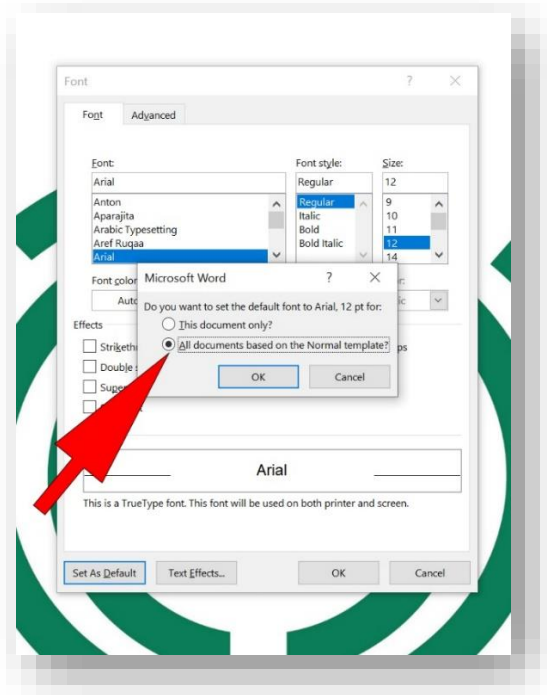 Font ? ×
Font Advanced
Font: Font style: Size:
Arial Regular 12
Anton Regular 9
Aparajita Italic 10
Arabic Typesetting Bold 11
Aref Ruqaa Bold Italic 12
Arial 14
Font color
Microsoft Word ? ×
Do you want to set the default font to Arial, 12 pt for:
This document only?
All documents based on the Normal template?
OK Cancel
Effects
Arial
This is a TrueType font. This font will be used on both printer and screen.
Set As Default Text Effects... OK Cancel